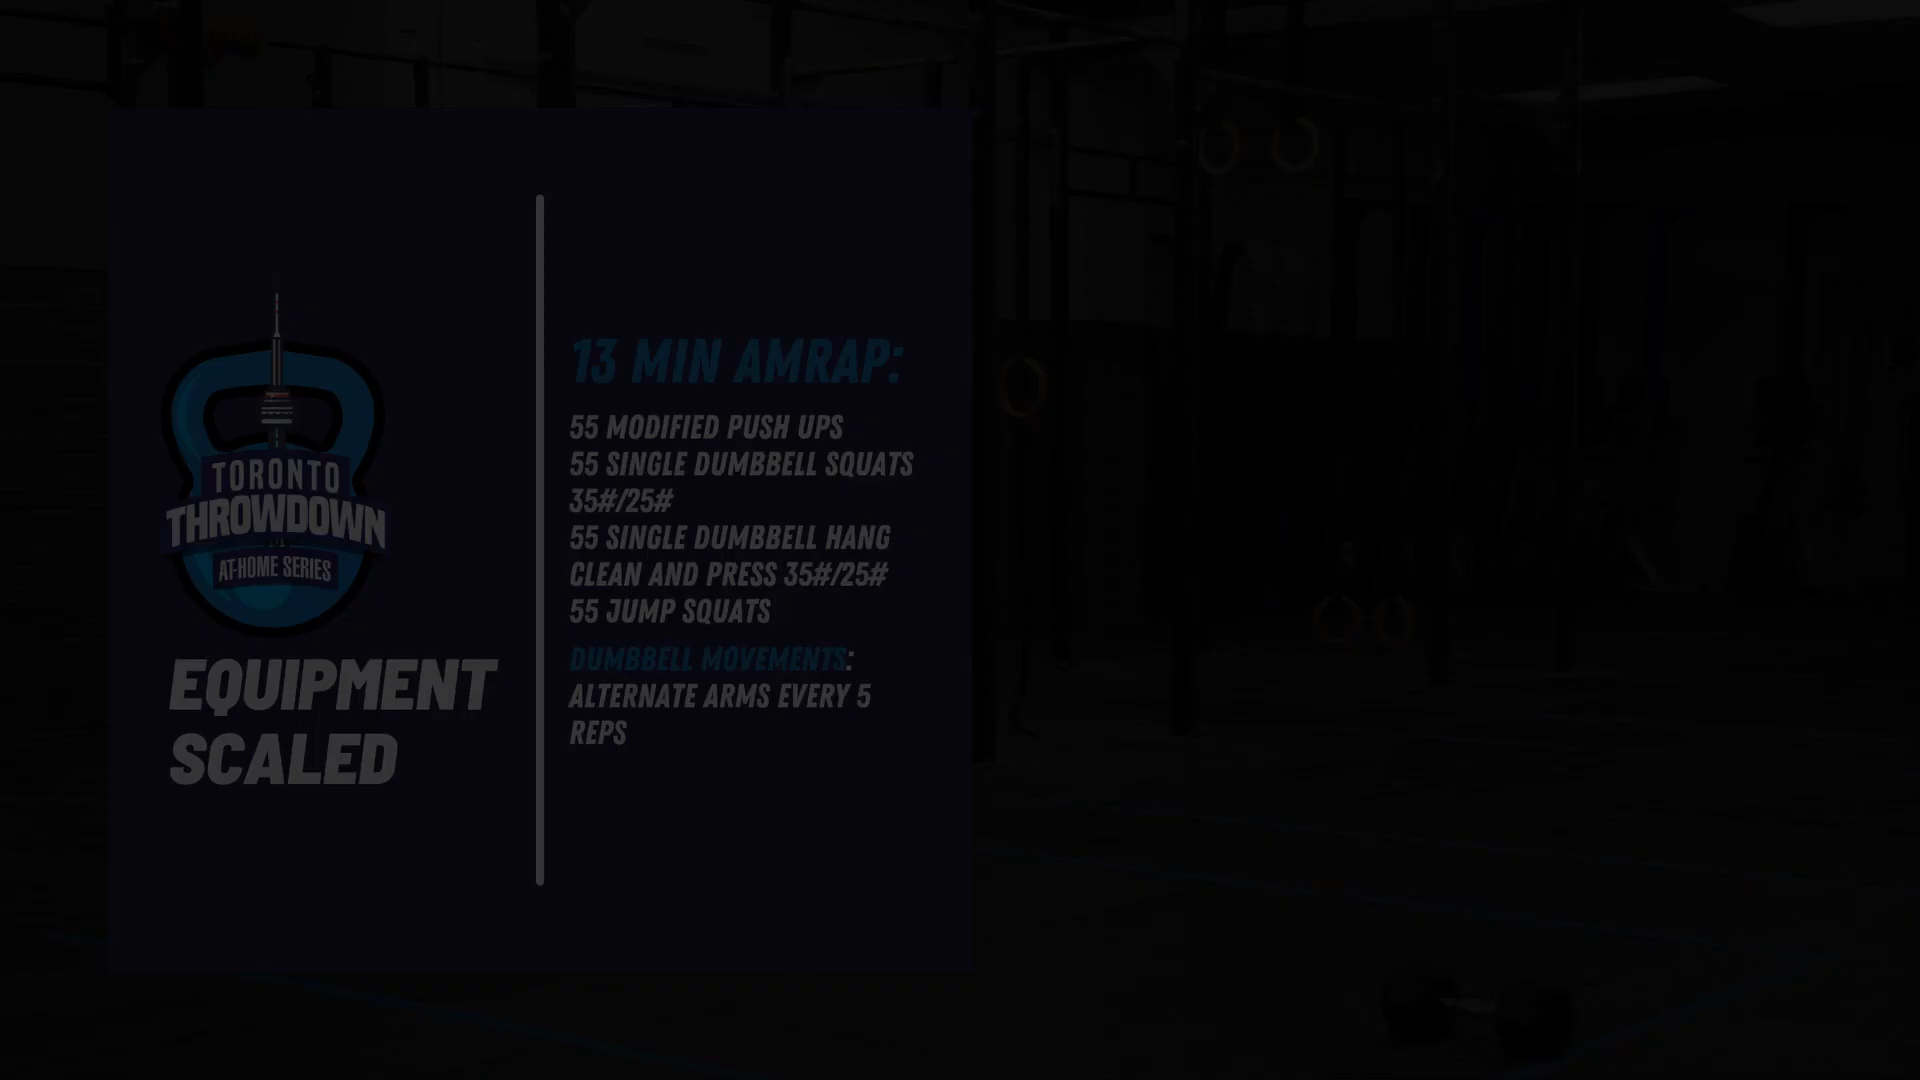 TORONTO
THROWDOWN
AT-HOME SERIES
EQUIPMENT
SCALED
13 MIN AMRAP:
55 MODIFIED PUSH UPS
55 SINGLE DUMBBELL SQUATS
35#/25#
55 SINGLE DUMBBELL HANG
CLEAN AND PRESS 35#/25#
55 JUMP SQUATS
DUMBBELL MOVEMENTS:
ALTERNATE ARMS EVERY 5
REPS